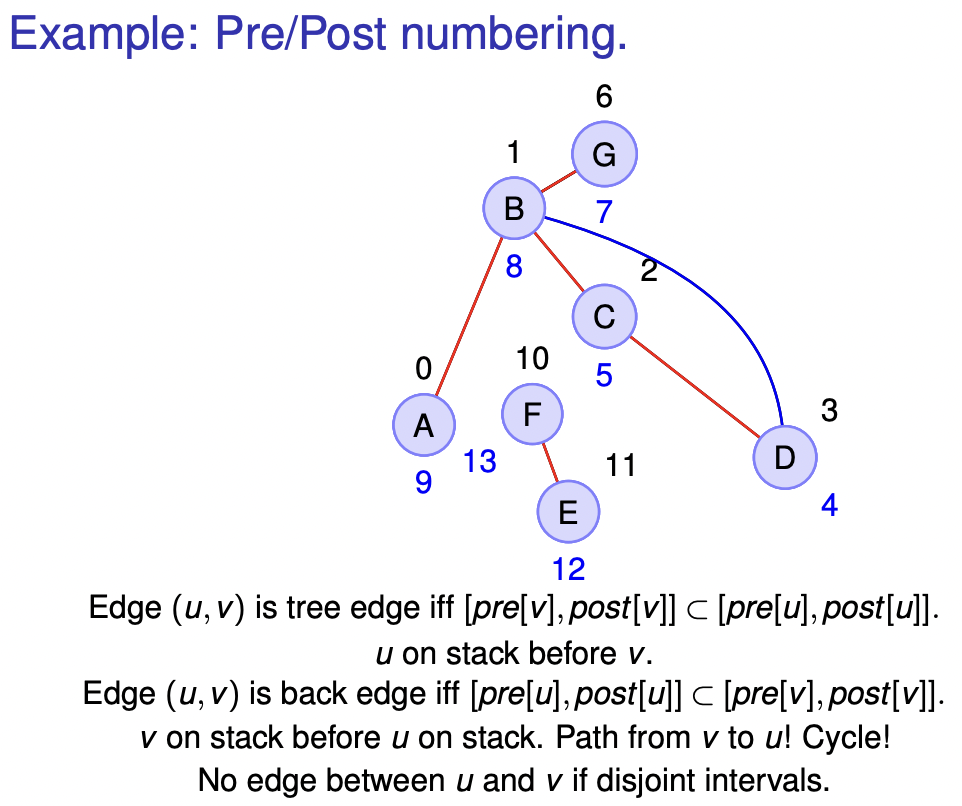 Example: Pre/Post numbering.
6
G
7
1
B
8
2
C
5
0
A
9
10
F
13
11
E
12
3
D
4
Edge (u, v) is tree edge iff [pre[v], post[v]] ⊂ [pre[u], post[u]].
u on stack before v.
Edge (u, v) is back edge iff [pre[u], post[u]] ⊂ [pre[v], post[v]].
v on stack before u on stack. Path from v to u! Cycle!
No edge between u and v if disjoint intervals.